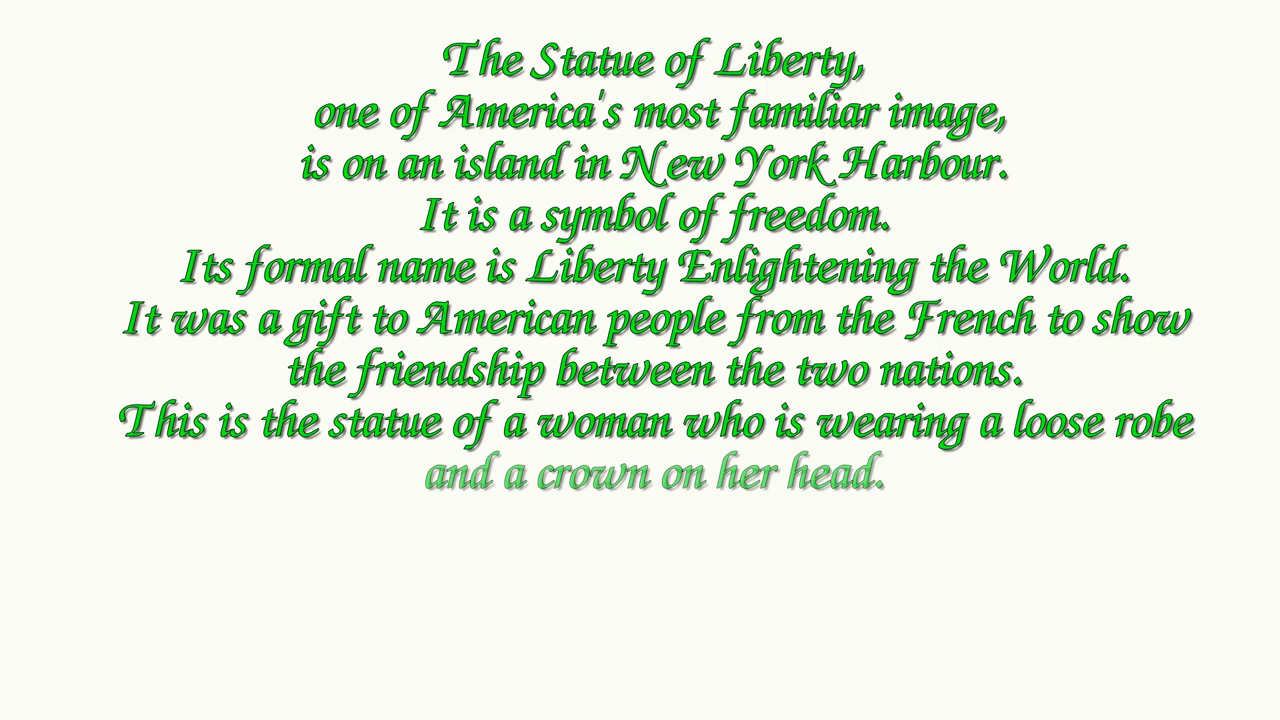 The Statue of Liberty,
one of America's most familiar image,
is on an island in New York Harbour.
It is a symbol of freedom.
Its formal name is Liberty Enlightening the World.
It was a gift to American people from the French to show
the friendship between the two nations.
This is the statue of a woman who is wearing a loose robe
and a crown on her head.